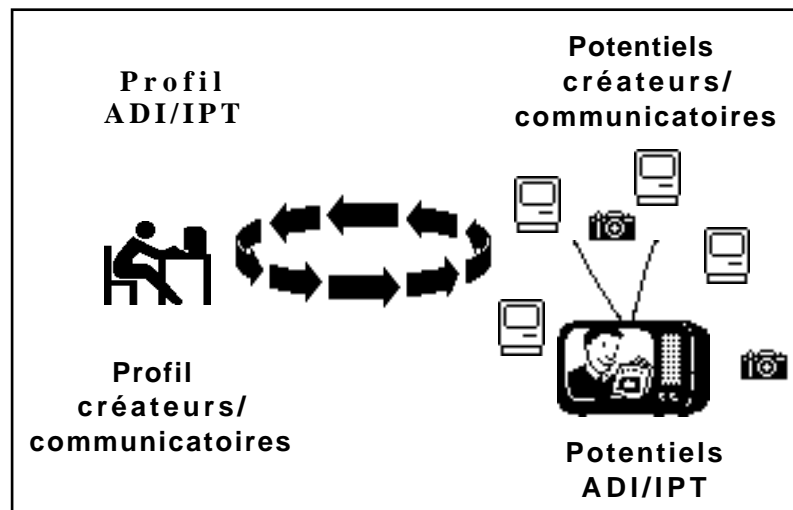 Profil
ADI/IPT
Potentiels
créateurs/
communicatoires
Profil
créateurs/
communicatoires
Potentiels
ADI/IPT